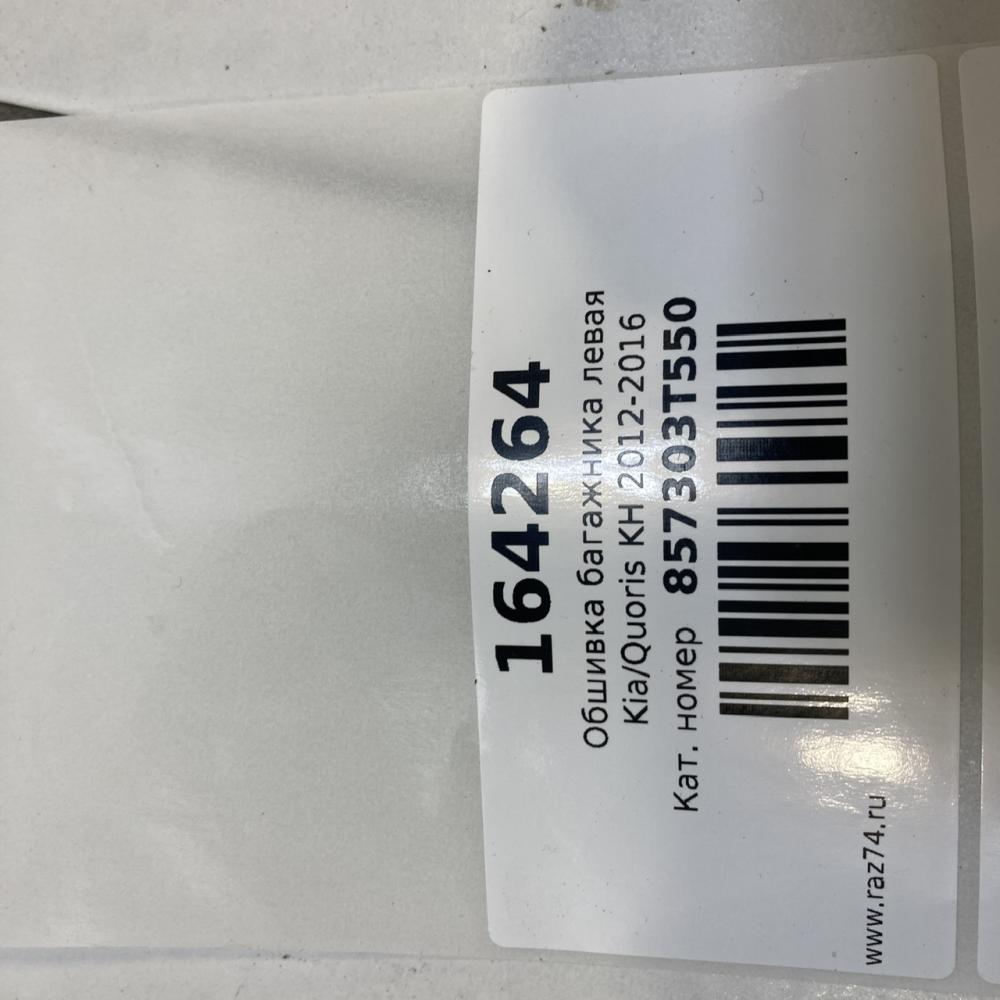 164264
Обшивка багажника левая
Kia/Quoris KH 2012-2016
Кат. номер 857303T550
www.raz74.ru